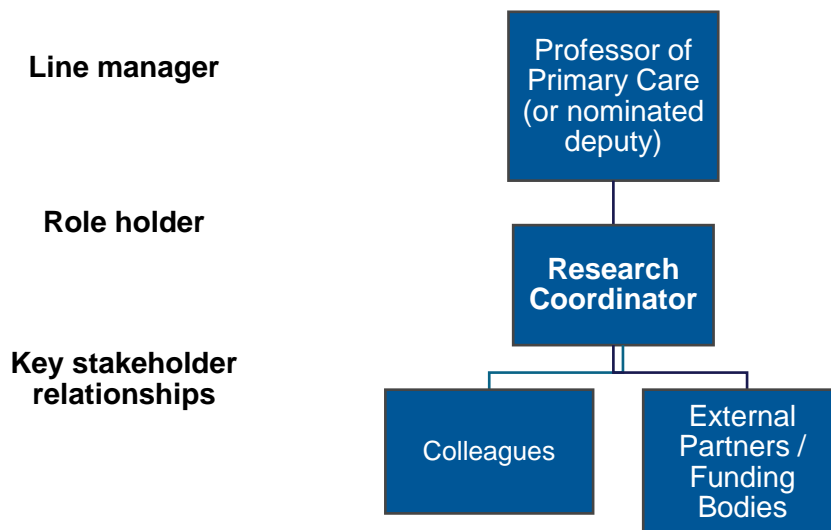 Line manager
Professor of
Primary Care
(or nominated
deputy)
Role holder
Research
Coordinator
Key stakeholder
relationships
Colleagues
External
Partners /
Funding
Bodies